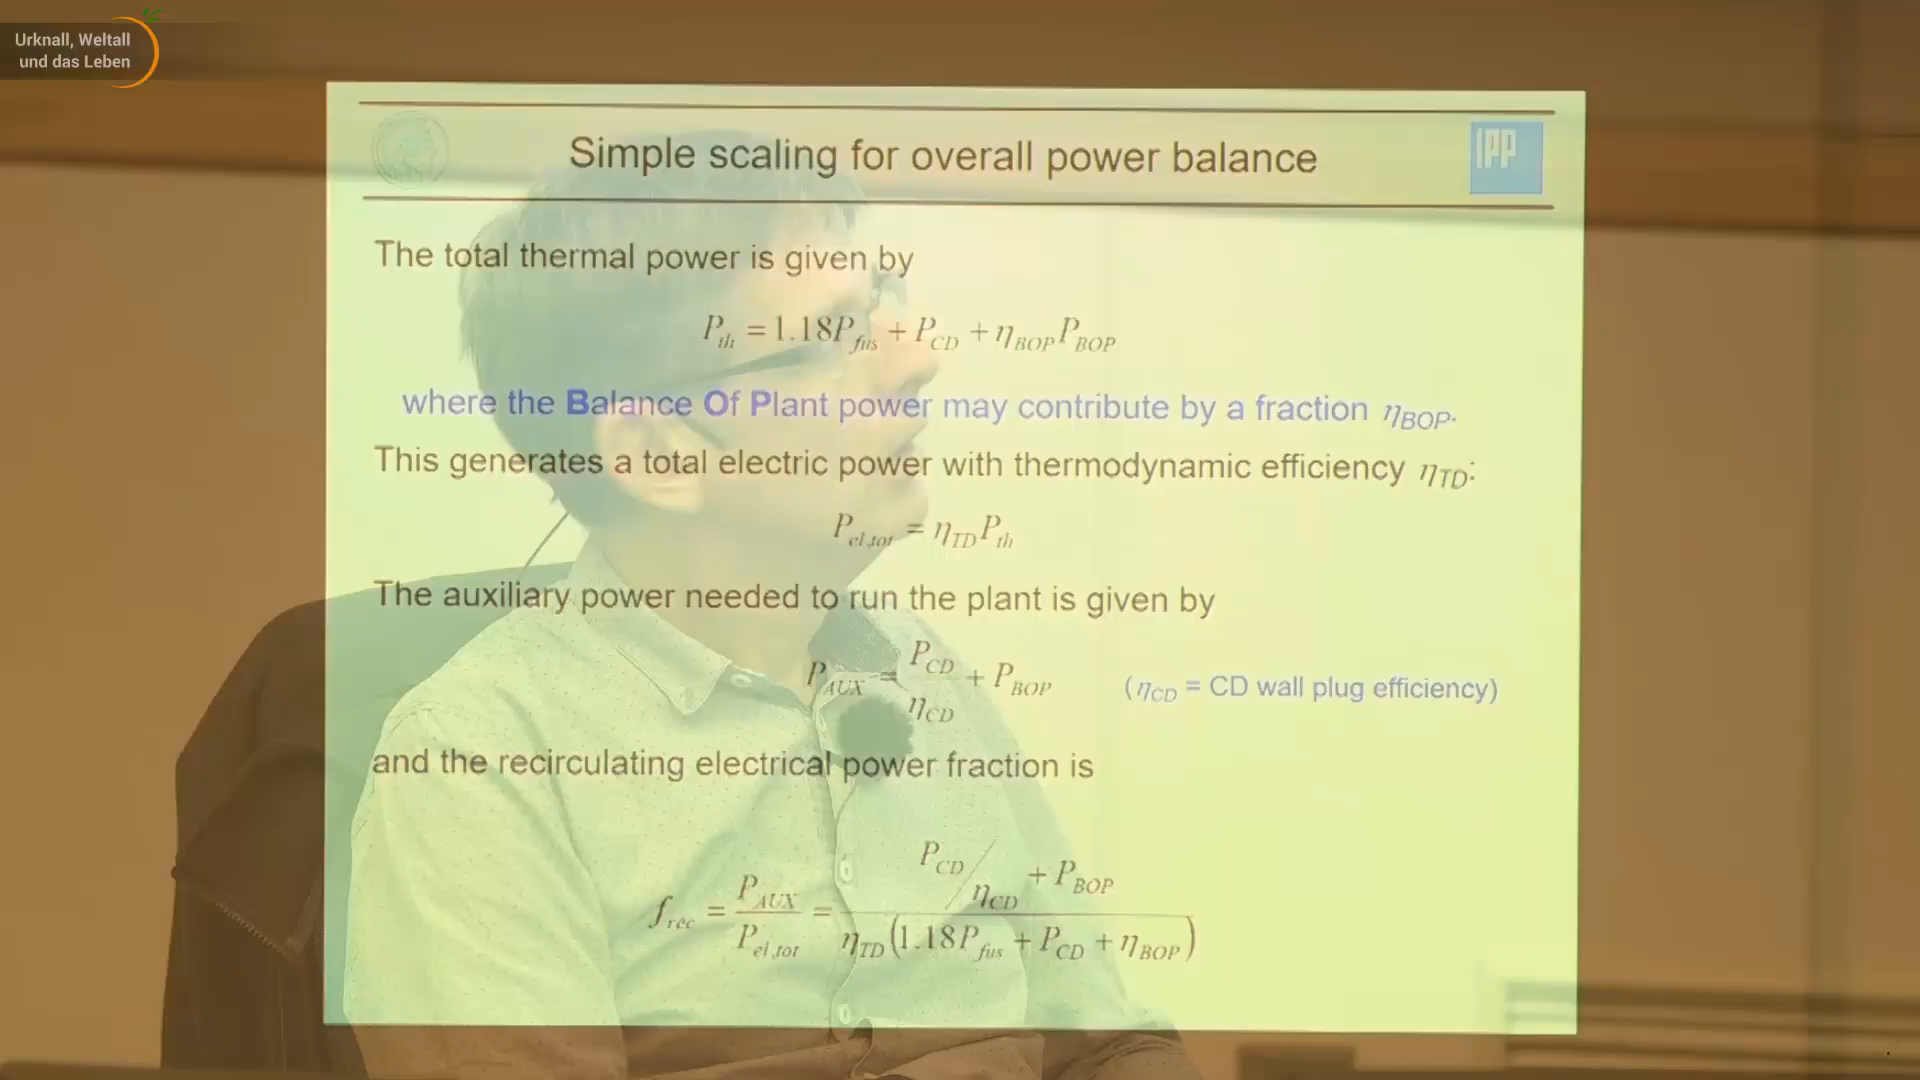 Urknall, Weltall
und das Leben
Simple scaling for overall power balance
IPP
The total thermal power is given by
P_th = 1.18P_fus + P_CD + η_BOP P_BOP
where the Balance Of Plant power may contribute by a fraction η_BOP.
This generates a total electric power with thermodynamic efficiency η_TD:
P_el,tot = η_TD P_th
The auxiliary power needed to run the plant is given by
P_AUX = P_CD / η_CD + P_BOP (η_CD = CD wall plug efficiency)
and the recirculating electrical power fraction is
f_rec = P_AUX / P_el,tot = (P_CD / η_CD + P_BOP) / (η_TD (1.18P_fus + P_CD + η_BOP))